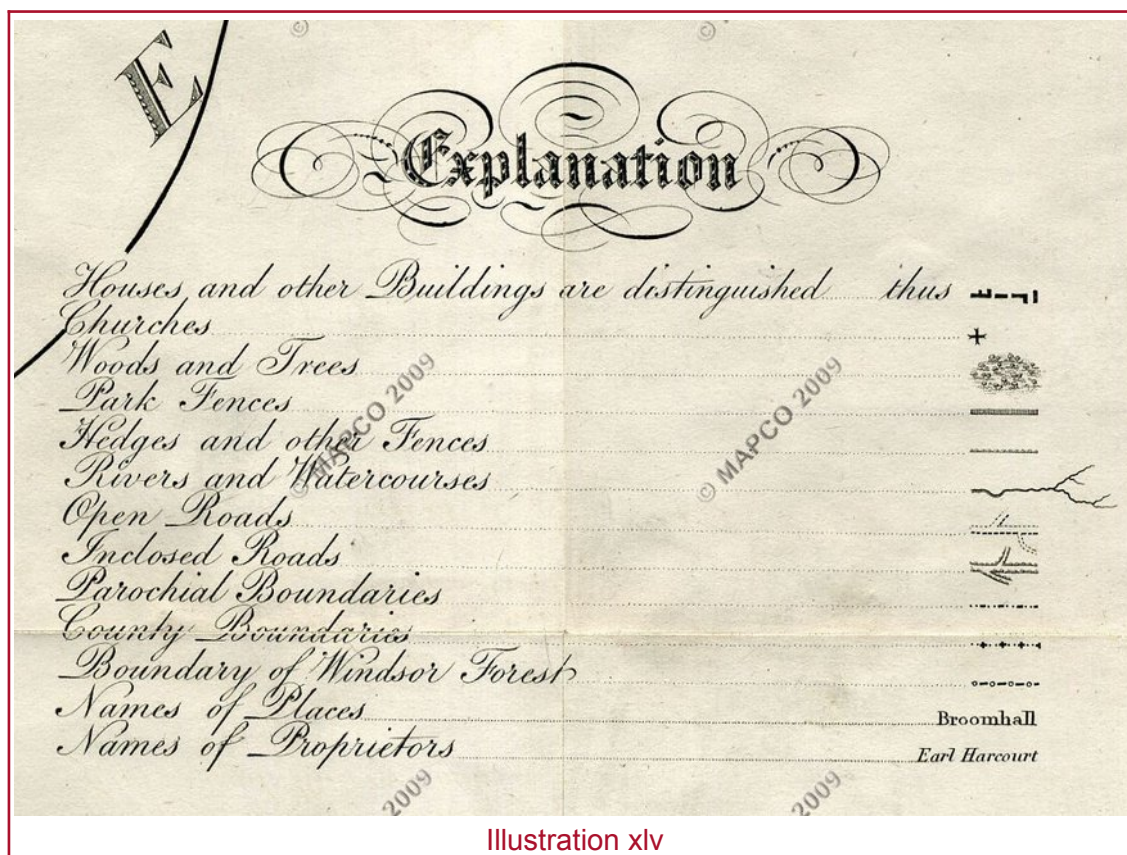 ©
©
E
Explanation
Houses and other Buildings are distinguished thus
Churches
Woods and Trees
Park Fences
Hedges and other Fences
Rivers and Watercourses
Open Roads
Inclosed Roads
Parochial Boundaries
County Boundaries
Boundary of Windsor Forest
Names of Places Broomhall
Names of Proprietors Earl Harcourt
© MAPCO 2009
© MAPCO 2009
2009
2009
Illustration xlv